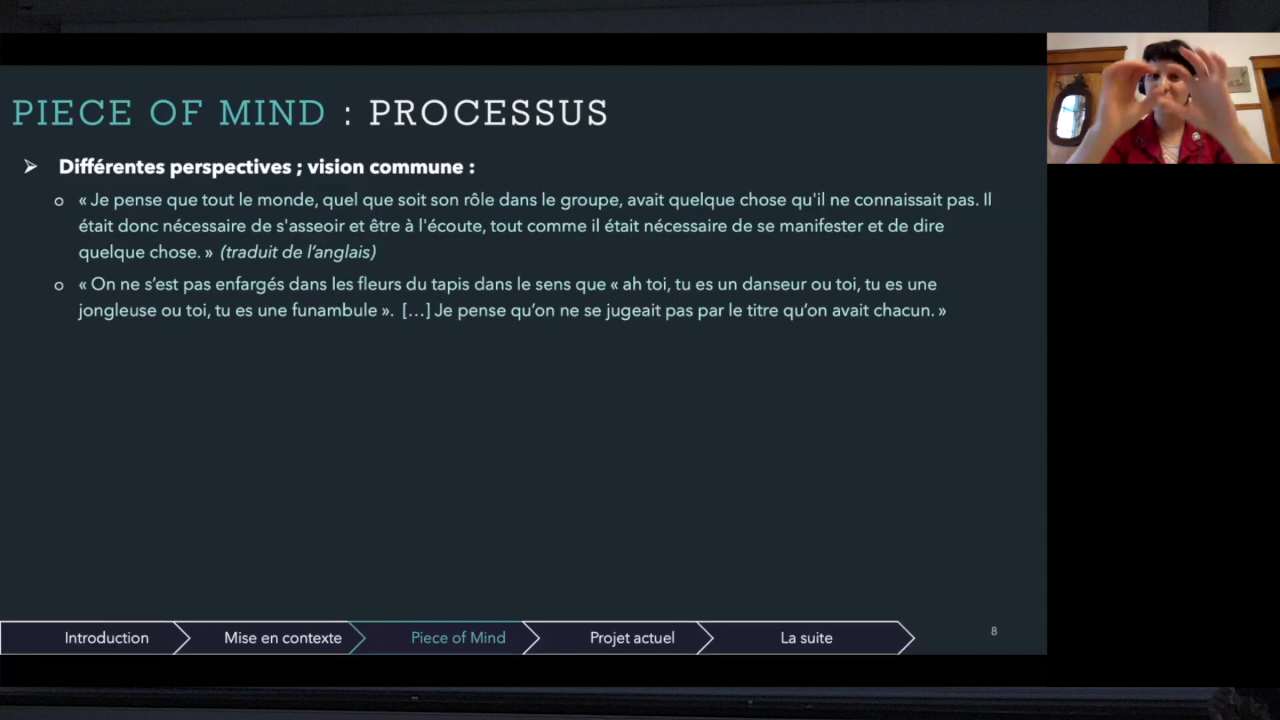 PIECE OF MIND : PROCESSUS
Différentes perspectives ; vision commune :
« Je pense que tout le monde, quel que soit son rôle dans le groupe, avait quelque chose qu'il ne connaissait pas. Il
était donc nécessaire de s'asseoir et être à l'écoute, tout comme il était nécessaire de se manifester et de dire
quelque chose. » (traduit de l’anglais)
« On ne s’est pas enfargés dans les fleurs du tapis dans le sens que « ah toi, tu es un danseur ou toi, tu es une
jongleuse ou toi, tu es une funambule ». […] Je pense qu’on ne se jugeait pas par le titre qu’on avait chacun. »
Introduction
Mise en contexte
Piece of Mind
Projet actuel
La suite
8